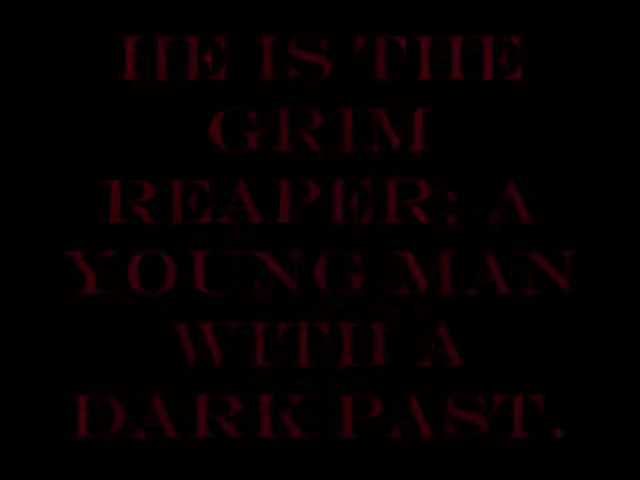 HE IS THE
GRIM
REAPER: A
YOUNG MAN
WITH A
DARK PAST.